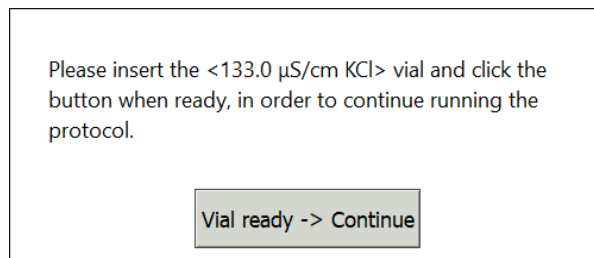 Please insert the <133.0 µS/cm KCl> vial and click the
button when ready, in order to continue running the
protocol.
Vial ready -> Continue